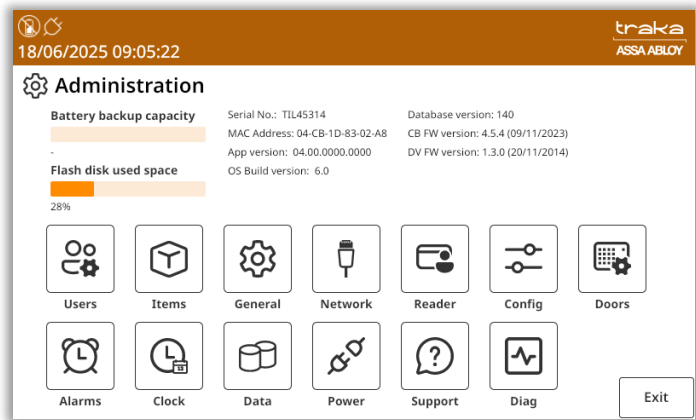 traka
18/06/2025 09:05:22
ASSA ABLOY
Administration
Battery backup capacity
-
Flash disk used space
28%
Serial No.: TIL45314
MAC Address: 04-CB-1D-83-02-A8
App version: 04.00.0000.0000
OS Build version: 6.0
Database version: 140
CB FW version: 4.5.4 (09/11/2023)
DV FW version: 1.3.0 (20/11/2014)
Users
Items
General
Network
Reader
Config
Doors
Alarms
Clock
Data
Power
Support
Diag
Exit